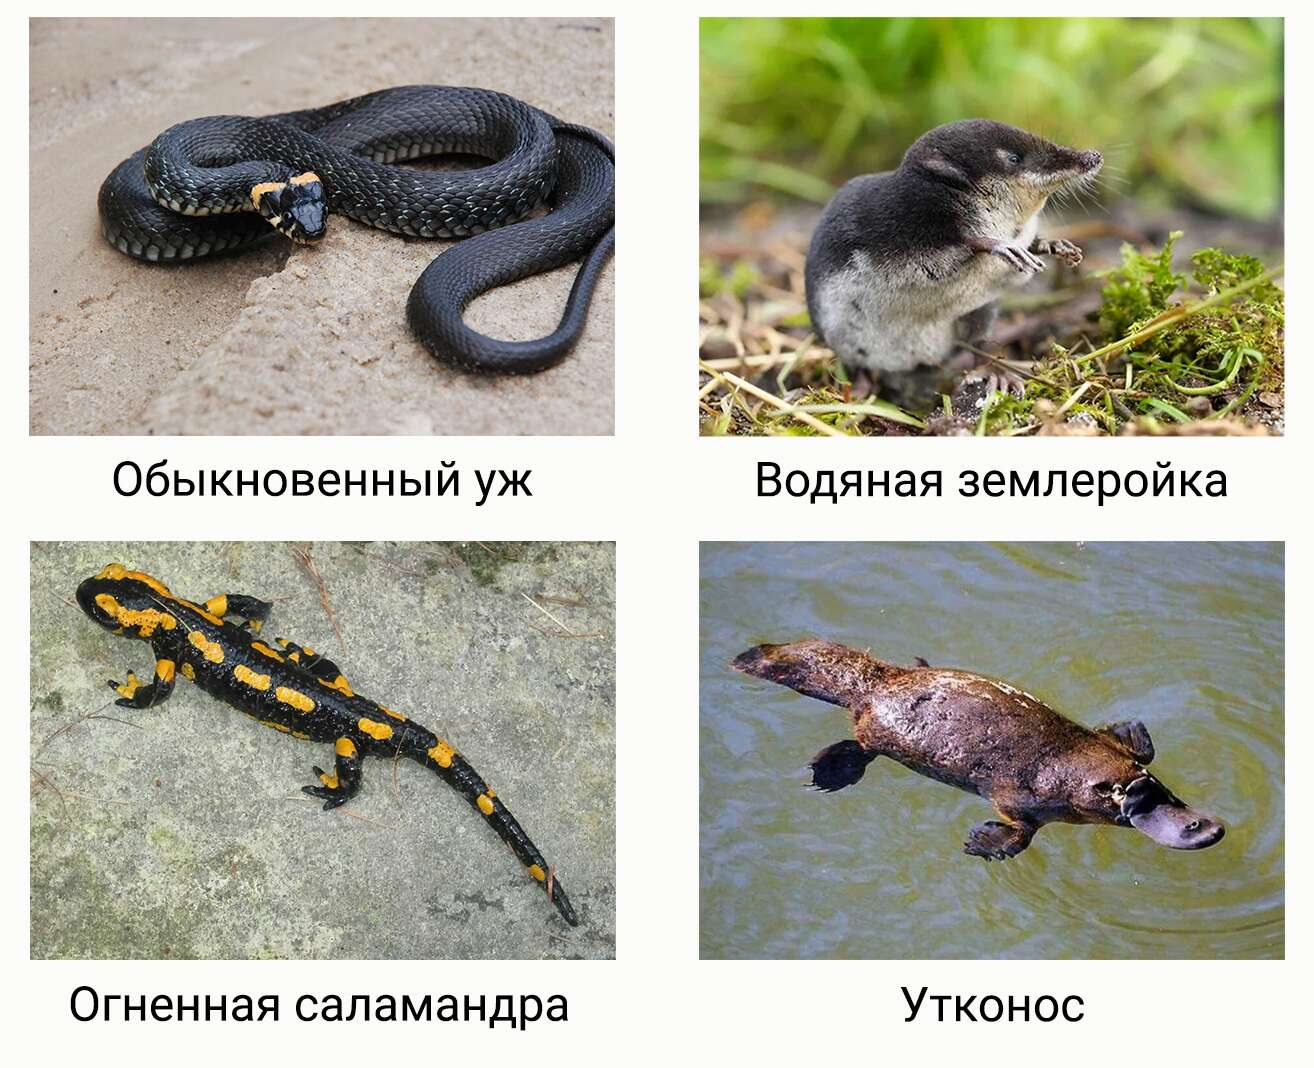 Обыкновенный уж
Водяная землеройка
Огненная саламандра
Утконос